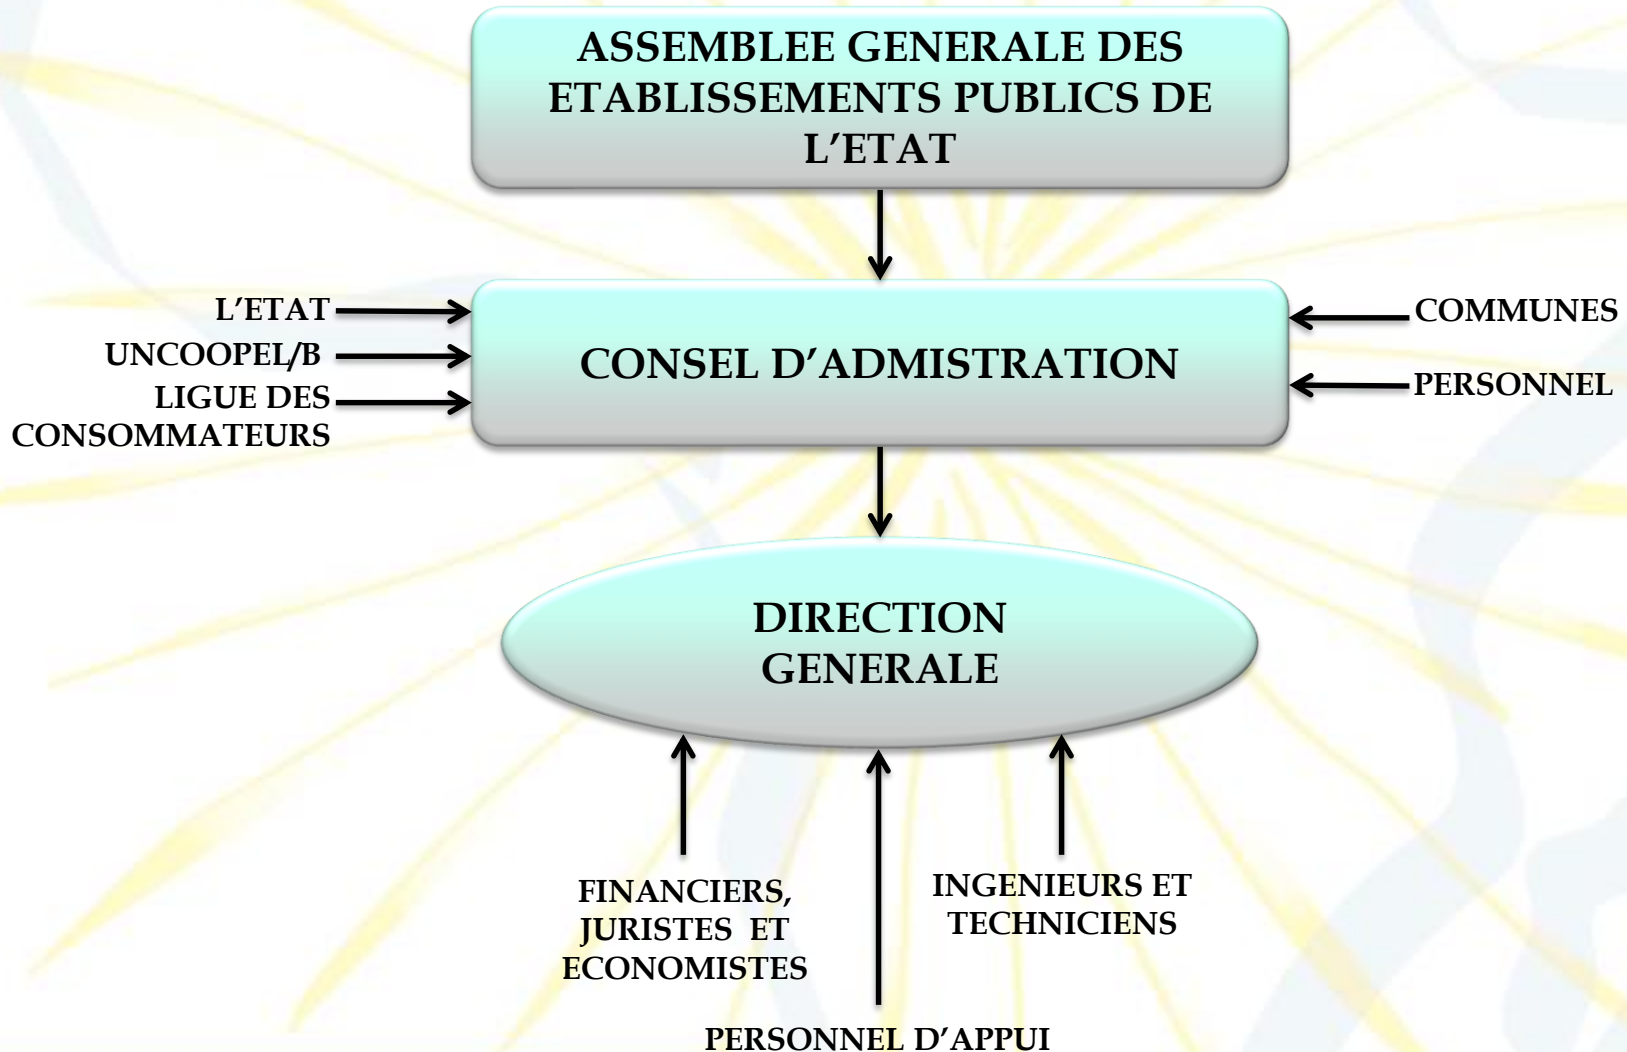 ASSEMBLEE GENERALE DES
ETABLISSEMENTS PUBLICS DE
L’ETAT
L’ETAT
UNCOOPEL/B
LIGUE DES
CONSOMMATEURS
CONSEL D’ADMISTRATION
COMMUNES
PERSONNEL
DIRECTION
GENERALE
FINANCIERS,
JURISTES ET
ECONOMISTES
INGENIEURS ET
TECHNICIENS
PERSONNEL D’APPUI